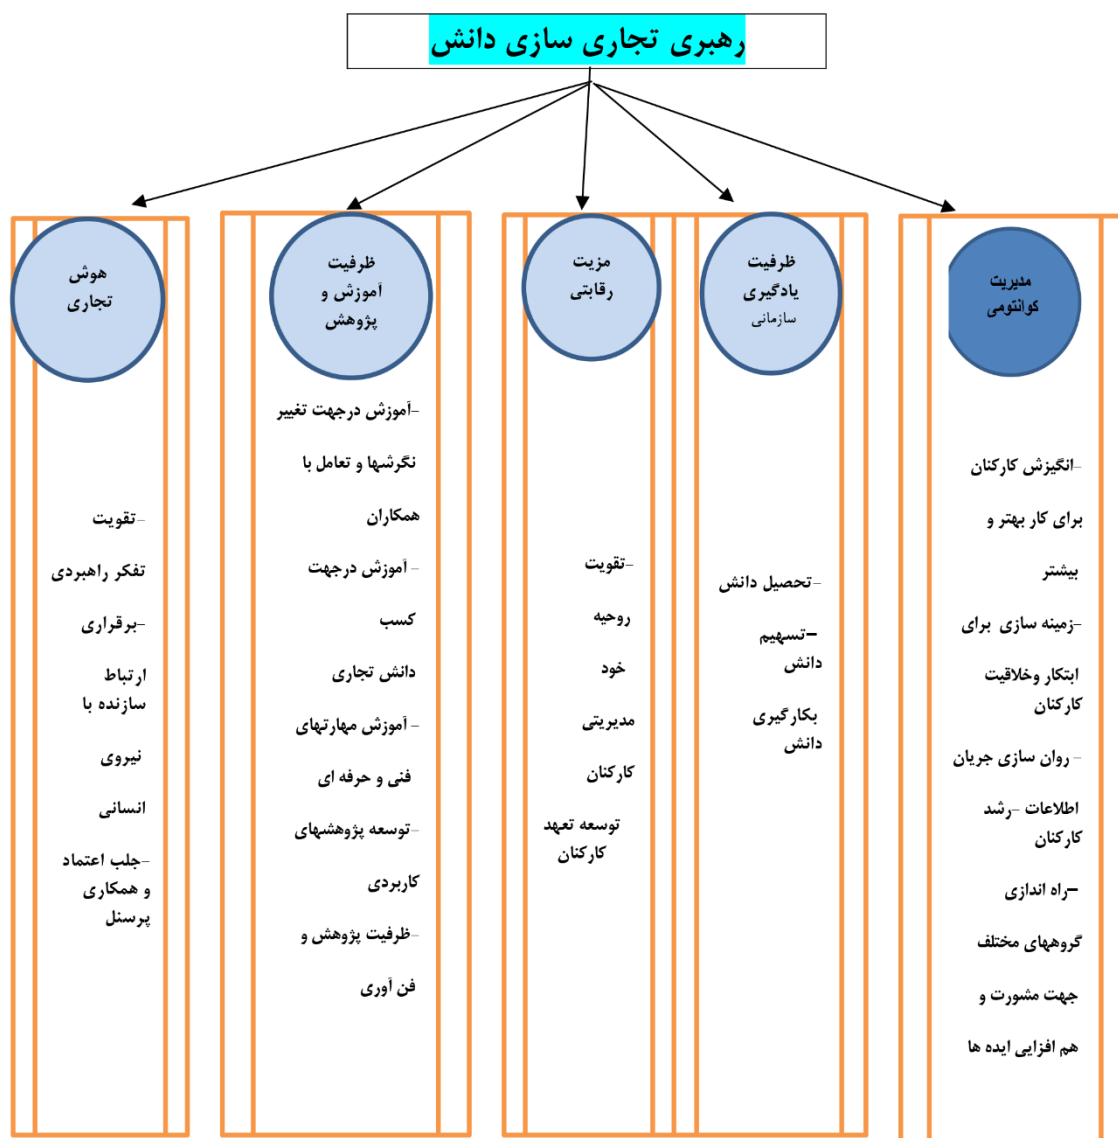 رهبری تجاری سازی دانش
مدیریت
کوانتومی
-انگیزش کارکنان
برای کار بهتر و
بیشتر
-زمینه سازی برای
ابتکار وخلاقیت
کارکنان
- روان سازی جریان
اطلاعات -رشد
کارکنان
-راه اندازی
گروههای مختلف
جهت مشورت و
هم افزایی ایده ها
ظرفیت
یادگیری
سازمانی
-تحصیل دانش
-تسهیم
دانش
بکارگیری
دانش
مزیت
رقابتی
-تقویت
روحیه
خود
مدیریتی
کارکنان
توسعه تعهد
کارکنان
ظرفیت
آموزش و
پژوهش
-آموزش درجهت تغییر
نگرشها و تعامل با
همکاران
- آموزش درجهت
کسب
دانش تجاری
- آموزش مهارتهای
فنی و حرفه ای
-توسعه پژوهشهای
کاربردی
-ظرفیت پژوهش و
فن آوری
هوش
تجاری
-تقویت
تفکر راهبردی
-برقراری
ارتباط
سازنده با
نیروی
انسانی
-جلب اعتماد
و همکاری
پرسنل